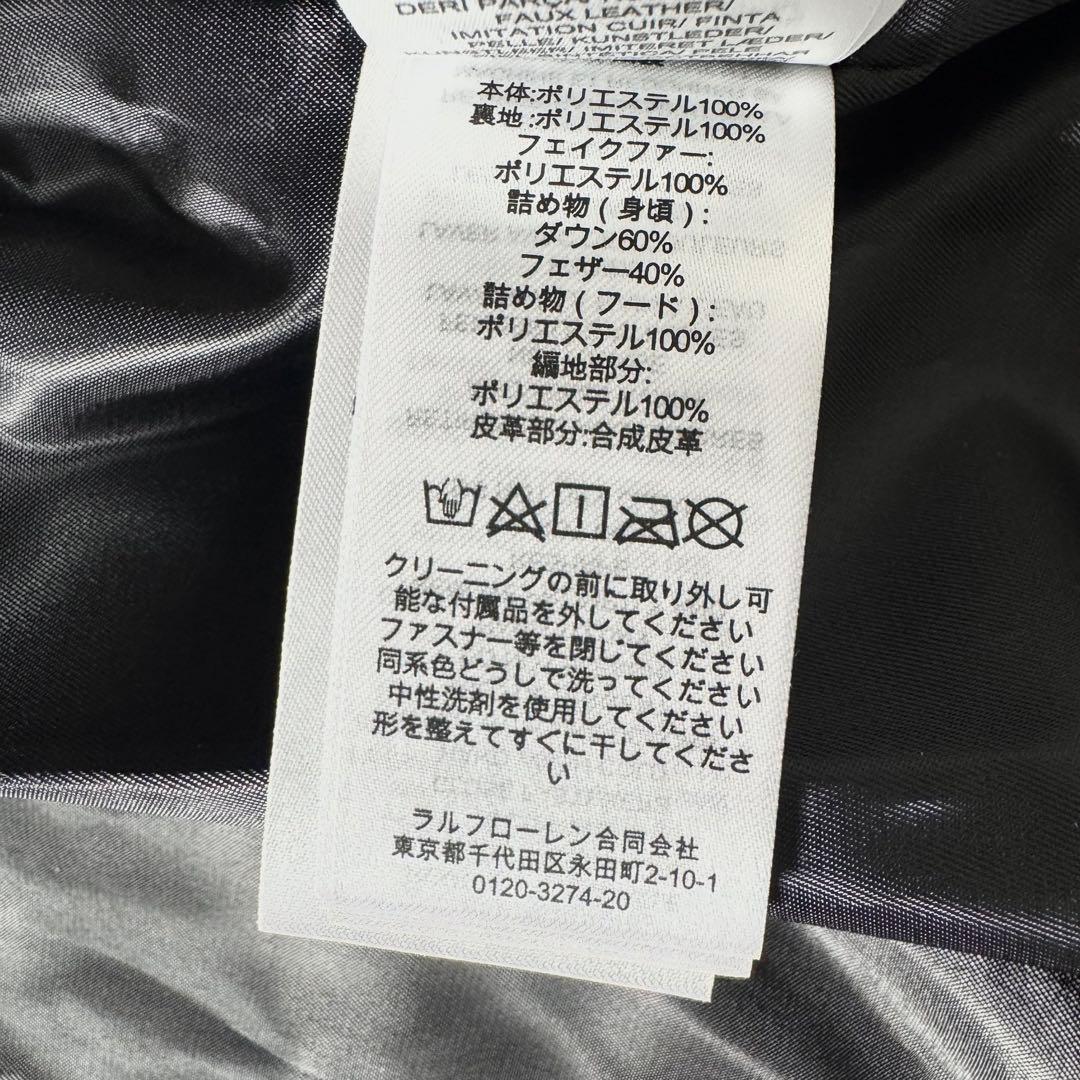 DERİ PARÇA
FAUX LEATHER/
IMITATION CUIR/ FINTA
PELLE/ KUNSTLEDER/
IMITERET LÆDER/
本体:ポリエステル100%
裏地:ポリエステル100%
フェイクファー:
ポリエステル100%
詰め物(身頃):
ダウン60%
フェザー40%
詰め物(フード):
ポリエステル100%
編地部分:
ポリエステル100%
皮革部分:合成皮革
クリーニングの前に取り外し可
能な付属品を外してください
ファスナー等を閉じてください
同系色どうしで洗ってください
中性洗剤を使用してください
形を整えてすぐに干してくださ
い
ラルフローレン合同会社
東京都千代田区永田町2-10-1
0120-3274-20